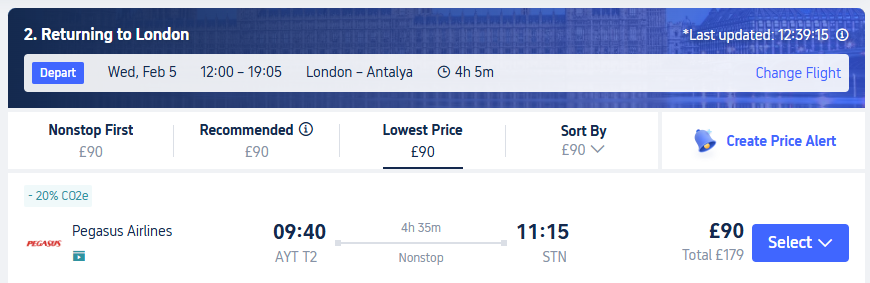 2. Returning to London
*Last updated: 12:39:15
Depart Wed, Feb 5 12:00 – 19:05 London – Antalya 4h 5m Change Flight
Nonstop First Recommended Lowest Price Sort By
£90 £90 £90 £90
Create Price Alert
- 20% CO2e
PEGASUS Pegasus Airlines 09:40 4h 35m 11:15 £90 Select
AYT T2 Nonstop STN Total £179